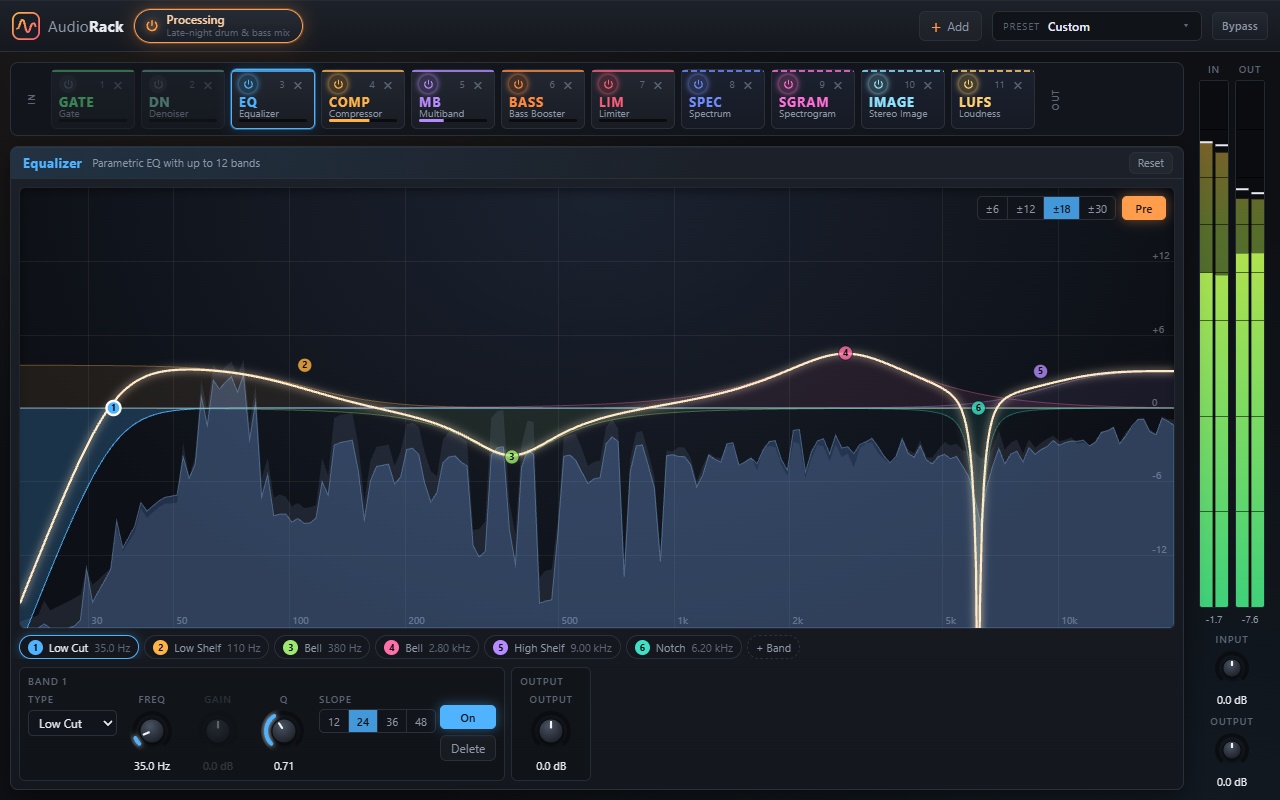 AudioRack
Processing
Late-night drum & bass mix
+ Add
PRESET Custom
Bypass
IN
1
GATE
Gate
2
DN
Denoiser
3
EQ
Equalizer
4
COMP
Compressor
5
MB
Multiband
6
BASS
Bass Booster
7
LIM
Limiter
8
SPEC
Spectrum
9
SGRAM
Spectrogram
10
IMAGE
Stereo Image
11
LUFS
Loudness
OUT
IN OUT
Equalizer Parametric EQ with up to 12 bands
Reset
±6 ±12 ±18 ±30 Pre
+12
+6
0
-6
-12
1
2
3
4
5
6
30 50 100 200 500 1k 2k 5k 10k
1 Low Cut 35.0 Hz
2 Low Shelf 110 Hz
3 Bell 380 Hz
4 Bell 2.80 kHz
5 High Shelf 9.00 kHz
6 Notch 6.20 kHz
+ Band
BAND 1
TYPE FREQ GAIN Q SLOPE
Low Cut
12 24 36 48
On
Delete
35.0 Hz 0.0 dB 0.71
OUTPUT
OUTPUT
0.0 dB
-1.7 -7.6
INPUT
0.0 dB
OUTPUT
0.0 dB